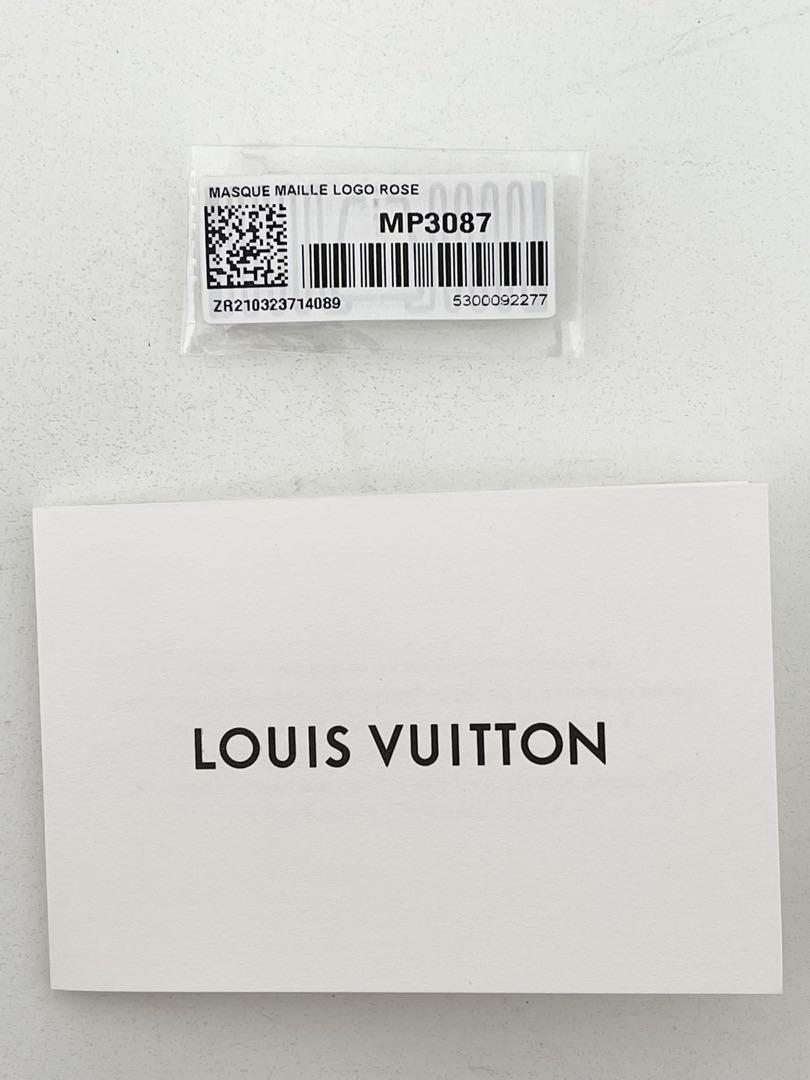 MASQUE MAILLE LOGO ROSE
MP3087
ZR210323714089 5300092277
LOUIS VUITTON